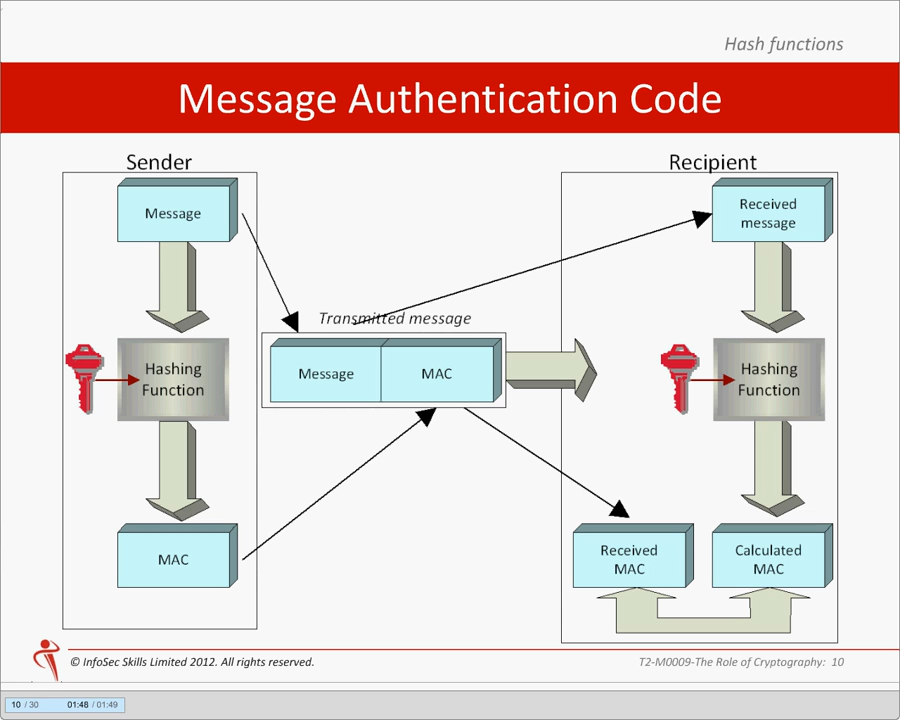 Hash functions
Message Authentication Code
Sender
Recipient
Message
Received
message
Transmitted message
Hashing
Function
Message
MAC
Hashing
Function
MAC
Received
MAC
Calculated
MAC
© InfoSec Skills Limited 2012. All rights reserved.
T2-M0009-The Role of Cryptography: 10
10 / 30
01:48 / 01:49